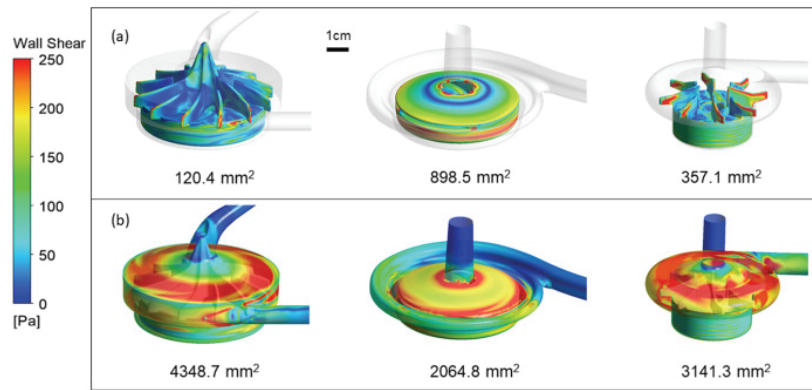 Wall Shear
250
200
150
100
50
0
[Pa]
(a)
1cm
120.4 mm²
898.5 mm²
357.1 mm²
(b)
4348.7 mm²
2064.8 mm²
3141.3 mm²